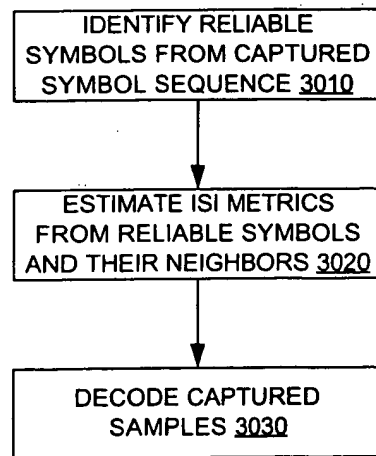 IDENTIFY RELIABLE
SYMBOLS FROM CAPTURED
SYMBOL SEQUENCE 3010
ESTIMATE ISI METRICS
FROM RELIABLE SYMBOLS
AND THEIR NEIGHBORS 3020
DECODE CAPTURED
SAMPLES 3030